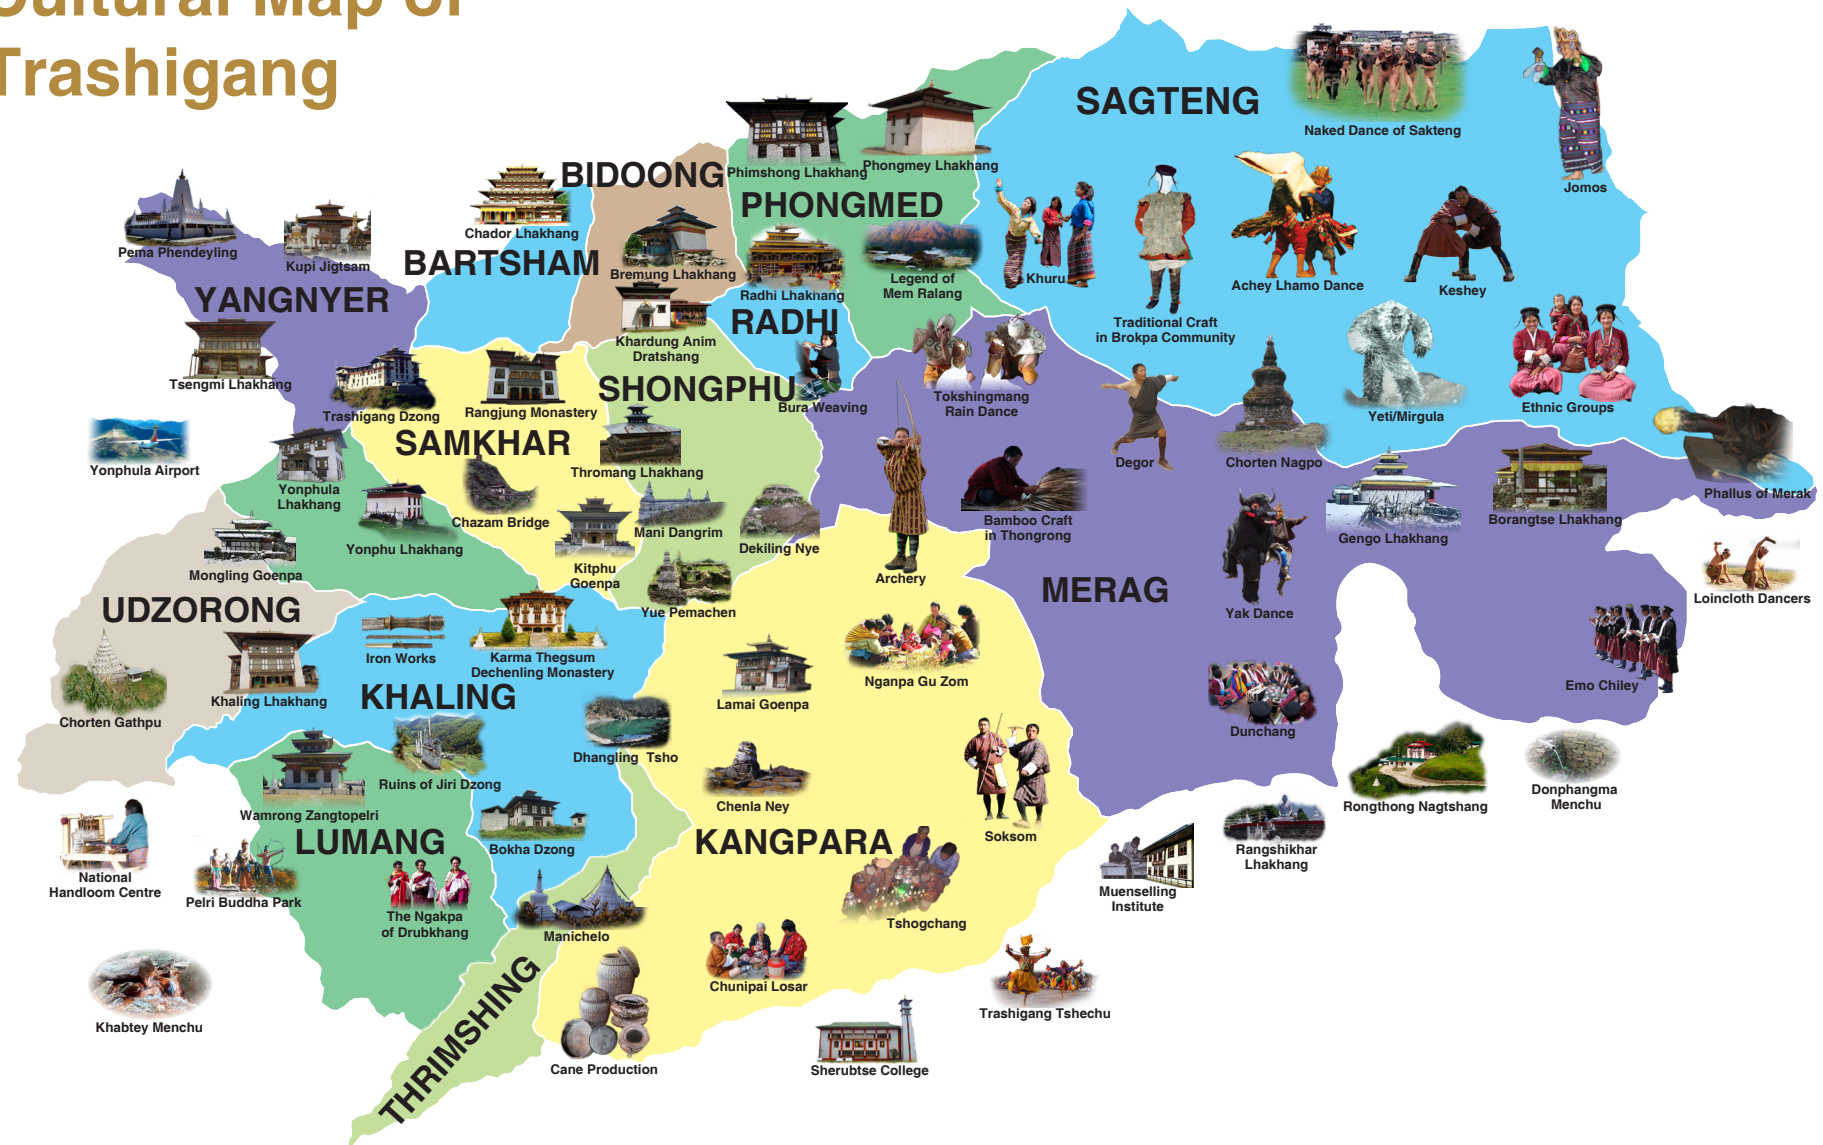 Cultural Map of
Trashigang
SAGTENG
Naked Dance of Sakteng
Jomos
BIDOONG
Phimshong Lhakhang
Phongmey Lhakhang
PHONGMED
Chador Lhakhang
Pema Phendeyling
Kupi Jigtsam
BARTSHAM
Bremung Lhakhang
Radhi Lhakhang
Legend of
Mem Ralang
Khuru
Achey Lhamo Dance
Keshey
YANGNYER
RADHI
Traditional Craft
in Brokpa Community
Khardung Anim
Dratshang
Tsengmi Lhakhang
Trashigang Dzong
Rangjung Monastery
SHONGPHU
Bura Weaving
Tokshingmang
Rain Dance
Yeti/Mirgula
Ethnic Groups
SAMKHAR
Yonphula Airport
Thromang Lhakhang
Degor
Chorten Nagpo
Phallus of Merak
Yonphula
Lhakhang
Chazam Bridge
Mani Dangrim
Dekiling Nye
Bamboo Craft
in Thongrong
Gengo Lhakhang
Borangtse Lhakhang
Yonphu Lhakhang
Kitphu
Goenpa
Archery
Mongling Goenpa
UDZORONG
Yue Pemachen
MERAG
Yak Dance
Loincloth Dancers
Iron Works
Karma Thegsum
Dechenling Monastery
Nganpa Gu Zom
Emo Chiley
Khaling Lhakhang
KHALING
Lamai Goenpa
Chorten Gathpu
Dunchang
Dhangling Tsho
Ruins of Jiri Dzong
Chenla Ney
Rongthong Nagtshang
Donphangma
Menchu
Wamrong Zangtopelri
LUMANG
Bokha Dzong
KANGPARA
Soksom
Rangshikhar
Lhakhang
National
Handloom Centre
Pelri Buddha Park
The Ngakpa
of Drubkhang
Muenselling
Institute
Manichelo
Tshogchang
THRIMSHING
Chunipai Losar
Trashigang Tshechu
Khabtey Menchu
Cane Production
Sherubtse College